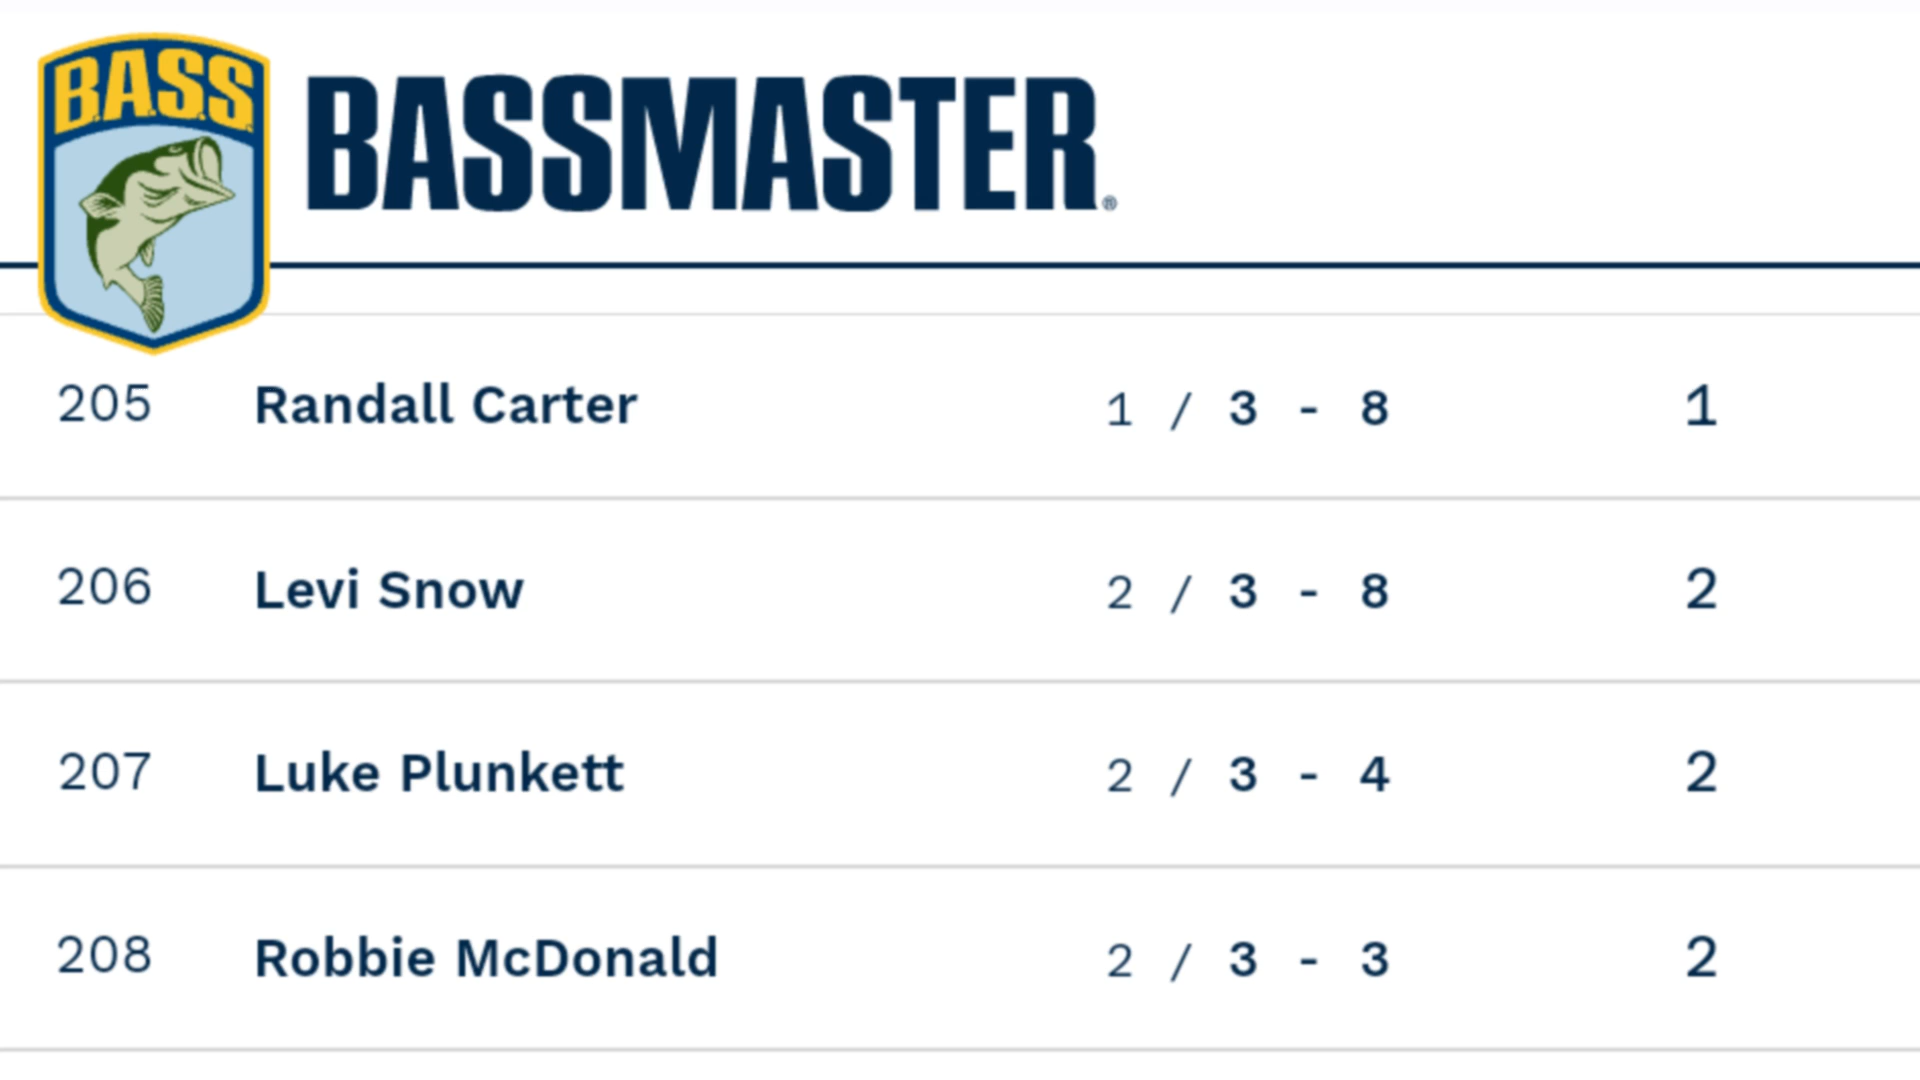 B.A.S.S.
BASSMASTER®
205 Randall Carter 1 / 3 - 8 1
206 Levi Snow 2 / 3 - 8 2
207 Luke Plunkett 2 / 3 - 4 2
208 Robbie McDonald 2 / 3 - 3 2